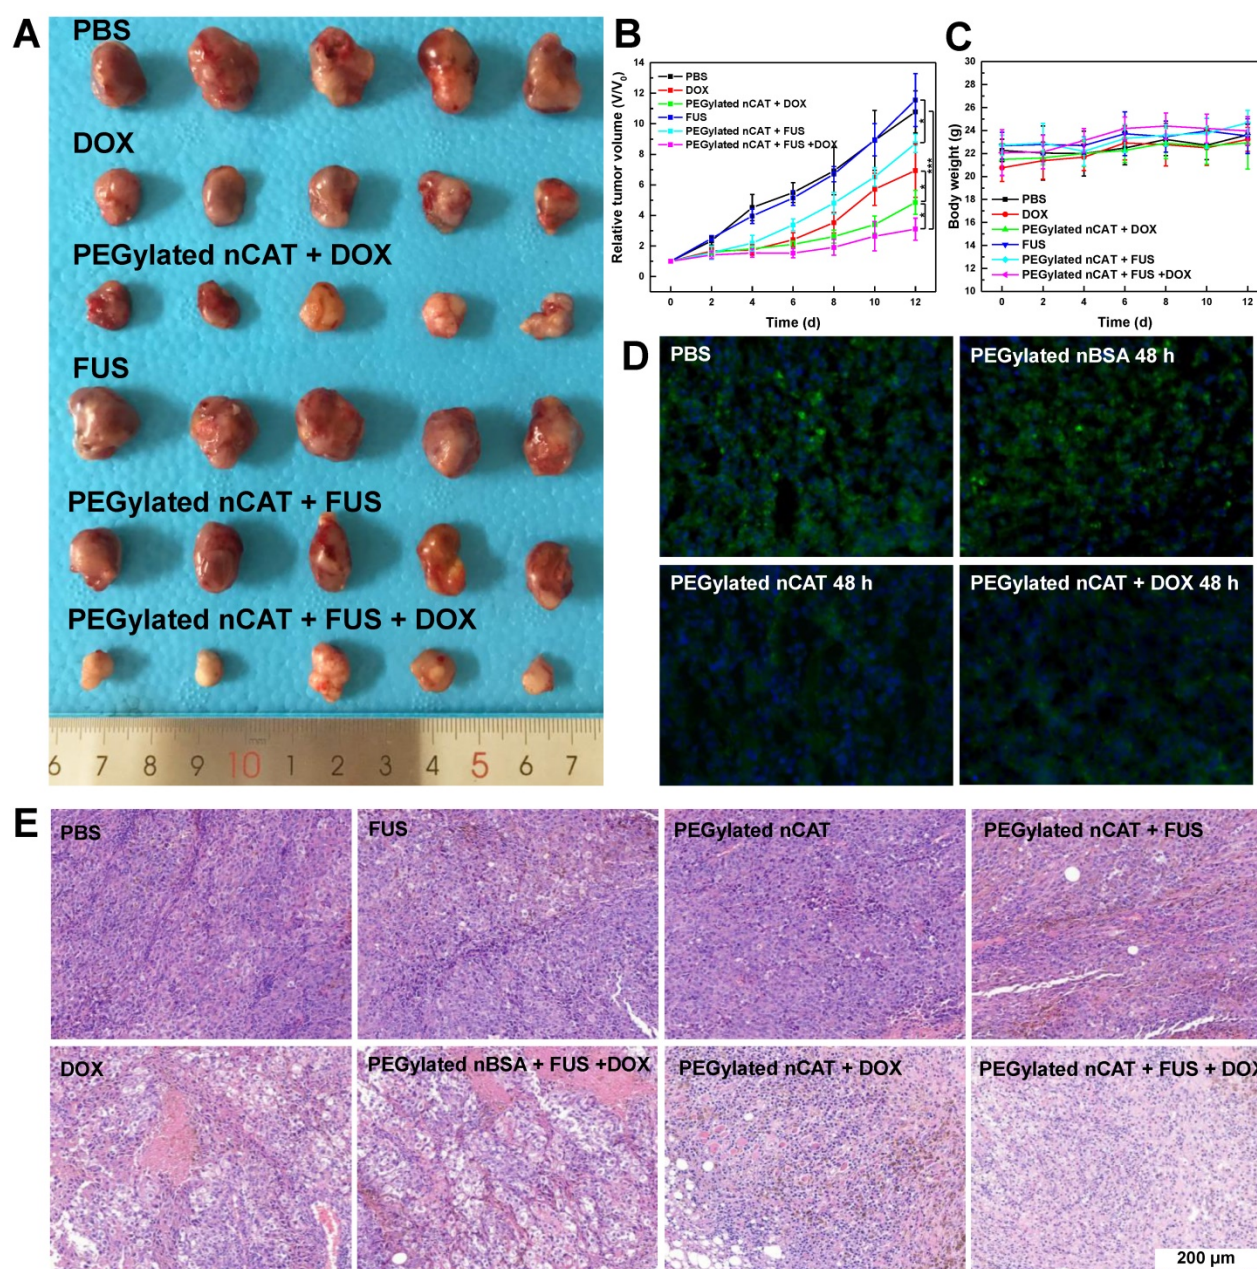 A
PBS
DOX
PEGylated nCAT + DOX
FUS
PEGylated nCAT + FUS
PEGylated nCAT + FUS + DOX
6 7 8 9 10 1 2 3 4 5 6 7
B
Relative tumor volume (V/V0)
14
12
10
8
6
4
2
0
PBS
DOX
PEGylated nCAT + DOX
FUS
PEGylated nCAT + FUS
PEGylated nCAT + FUS +DOX
*
***
*
*
0 2 4 6 8 10 12
Time (d)
C
Body weight (g)
30
28
26
24
22
20
18
16
14
12
10
PBS
DOX
PEGylated nCAT + DOX
FUS
PEGylated nCAT + FUS
PEGylated nCAT + FUS +DOX
0 2 4 6 8 10 12
Time (d)
D
PBS
PEGylated nBSA 48 h
PEGylated nCAT 48 h
PEGylated nCAT + DOX 48 h
E
PBS
FUS
PEGylated nCAT
PEGylated nCAT + FUS
DOX
PEGylated nBSA + FUS +DOX
PEGylated nCAT + DOX
PEGylated nCAT + FUS + DOX
200 µm